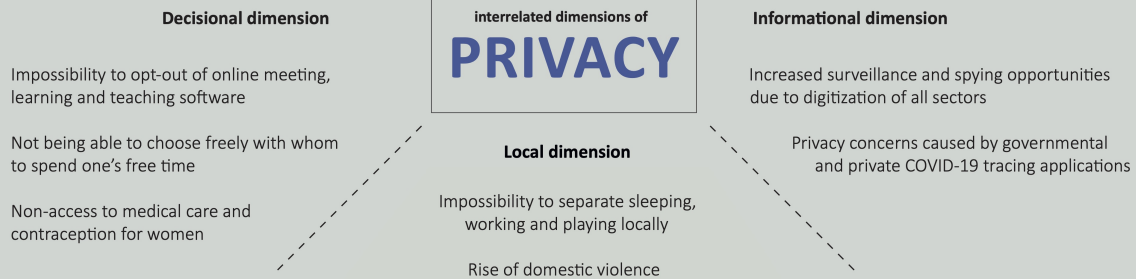 Decisional dimension
Impossibility to opt-out of online meeting,
learning and teaching software
Not being able to choose freely with whom
to spend one's free time
Non-access to medical care and
contraception for women
interrelated dimensions of
PRIVACY
Local dimension
Impossibility to separate sleeping,
working and playing locally
Rise of domestic violence
Informational dimension
Increased surveillance and spying opportunities
due to digitization of all sectors
Privacy concerns caused by governmental
and private COVID-19 tracing applications